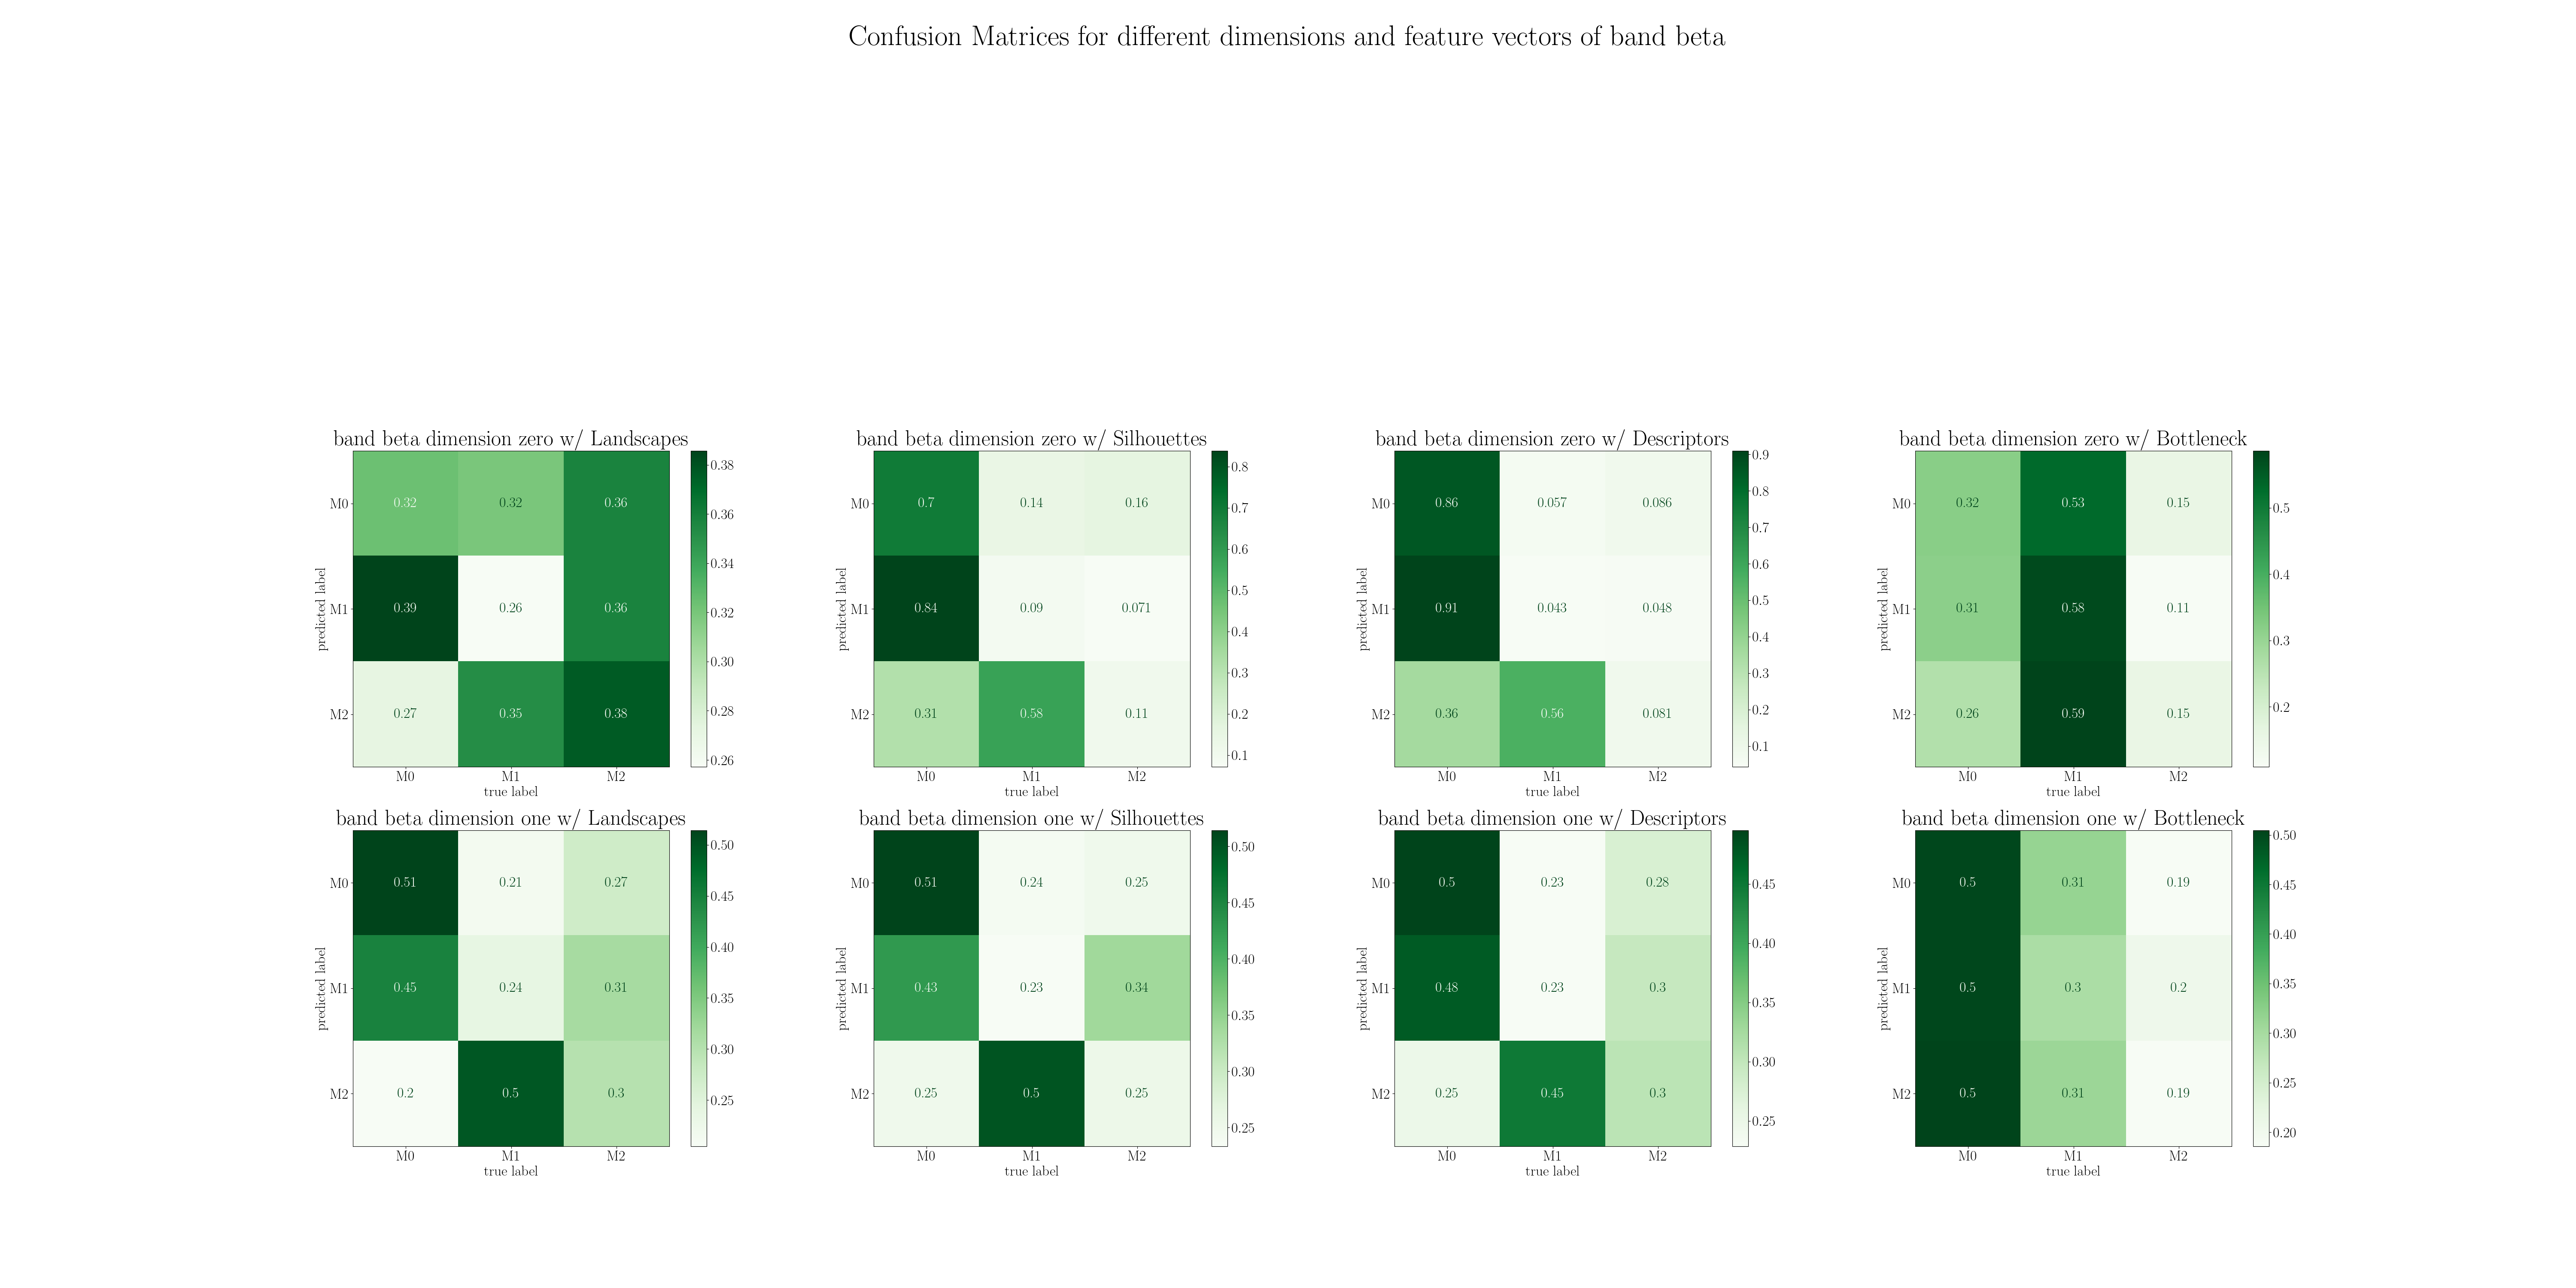 Confusion Matrices for different dimensions and feature vectors of band beta
band beta dimension zero w/ Landscapes
0.32 0.32 0.36
0.39 0.26 0.36
0.27 0.35 0.38
M0
M1
M2
predicted label
M0 M1 M2
true label
0.38
0.36
0.34
0.32
0.30
0.28
0.26
band beta dimension zero w/ Silhouettes
0.7 0.14 0.16
0.84 0.09 0.071
0.31 0.58 0.11
M0
M1
M2
predicted label
M0 M1 M2
true label
0.8
0.7
0.6
0.5
0.4
0.3
0.2
0.1
band beta dimension zero w/ Descriptors
0.86 0.057 0.086
0.91 0.043 0.048
0.36 0.56 0.081
M0
M1
M2
predicted label
M0 M1 M2
true label
0.9
0.8
0.7
0.6
0.5
0.4
0.3
0.2
0.1
band beta dimension zero w/ Bottleneck
0.32 0.53 0.15
0.31 0.58 0.11
0.26 0.59 0.15
M0
M1
M2
predicted label
M0 M1 M2
true label
0.5
0.4
0.3
0.2
band beta dimension one w/ Landscapes
0.51 0.21 0.27
0.45 0.24 0.31
0.2 0.5 0.3
M0
M1
M2
predicted label
M0 M1 M2
true label
0.50
0.45
0.40
0.35
0.30
0.25
band beta dimension one w/ Silhouettes
0.51 0.24 0.25
0.43 0.23 0.34
0.25 0.5 0.25
M0
M1
M2
predicted label
M0 M1 M2
true label
0.50
0.45
0.40
0.35
0.30
0.25
band beta dimension one w/ Descriptors
0.5 0.23 0.28
0.48 0.23 0.3
0.25 0.45 0.3
M0
M1
M2
predicted label
M0 M1 M2
true label
0.45
0.40
0.35
0.30
0.25
band beta dimension one w/ Bottleneck
0.5 0.31 0.19
0.5 0.3 0.2
0.5 0.31 0.19
M0
M1
M2
predicted label
M0 M1 M2
true label
0.50
0.45
0.40
0.35
0.30
0.25
0.20